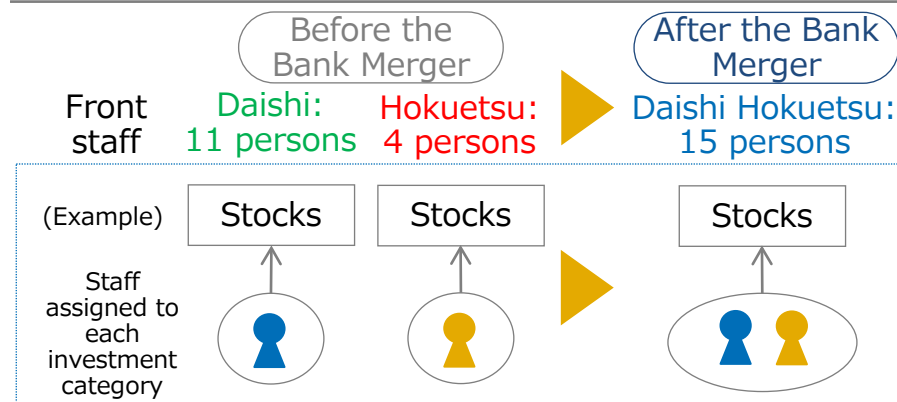 Before the
Bank Merger
After the Bank
Merger
Front
staff
Daishi:
11 persons
Hokuetsu:
4 persons
Daishi Hokuetsu:
15 persons
(Example)
Stocks
Stocks
Stocks
Staff
assigned to
each
investment
category